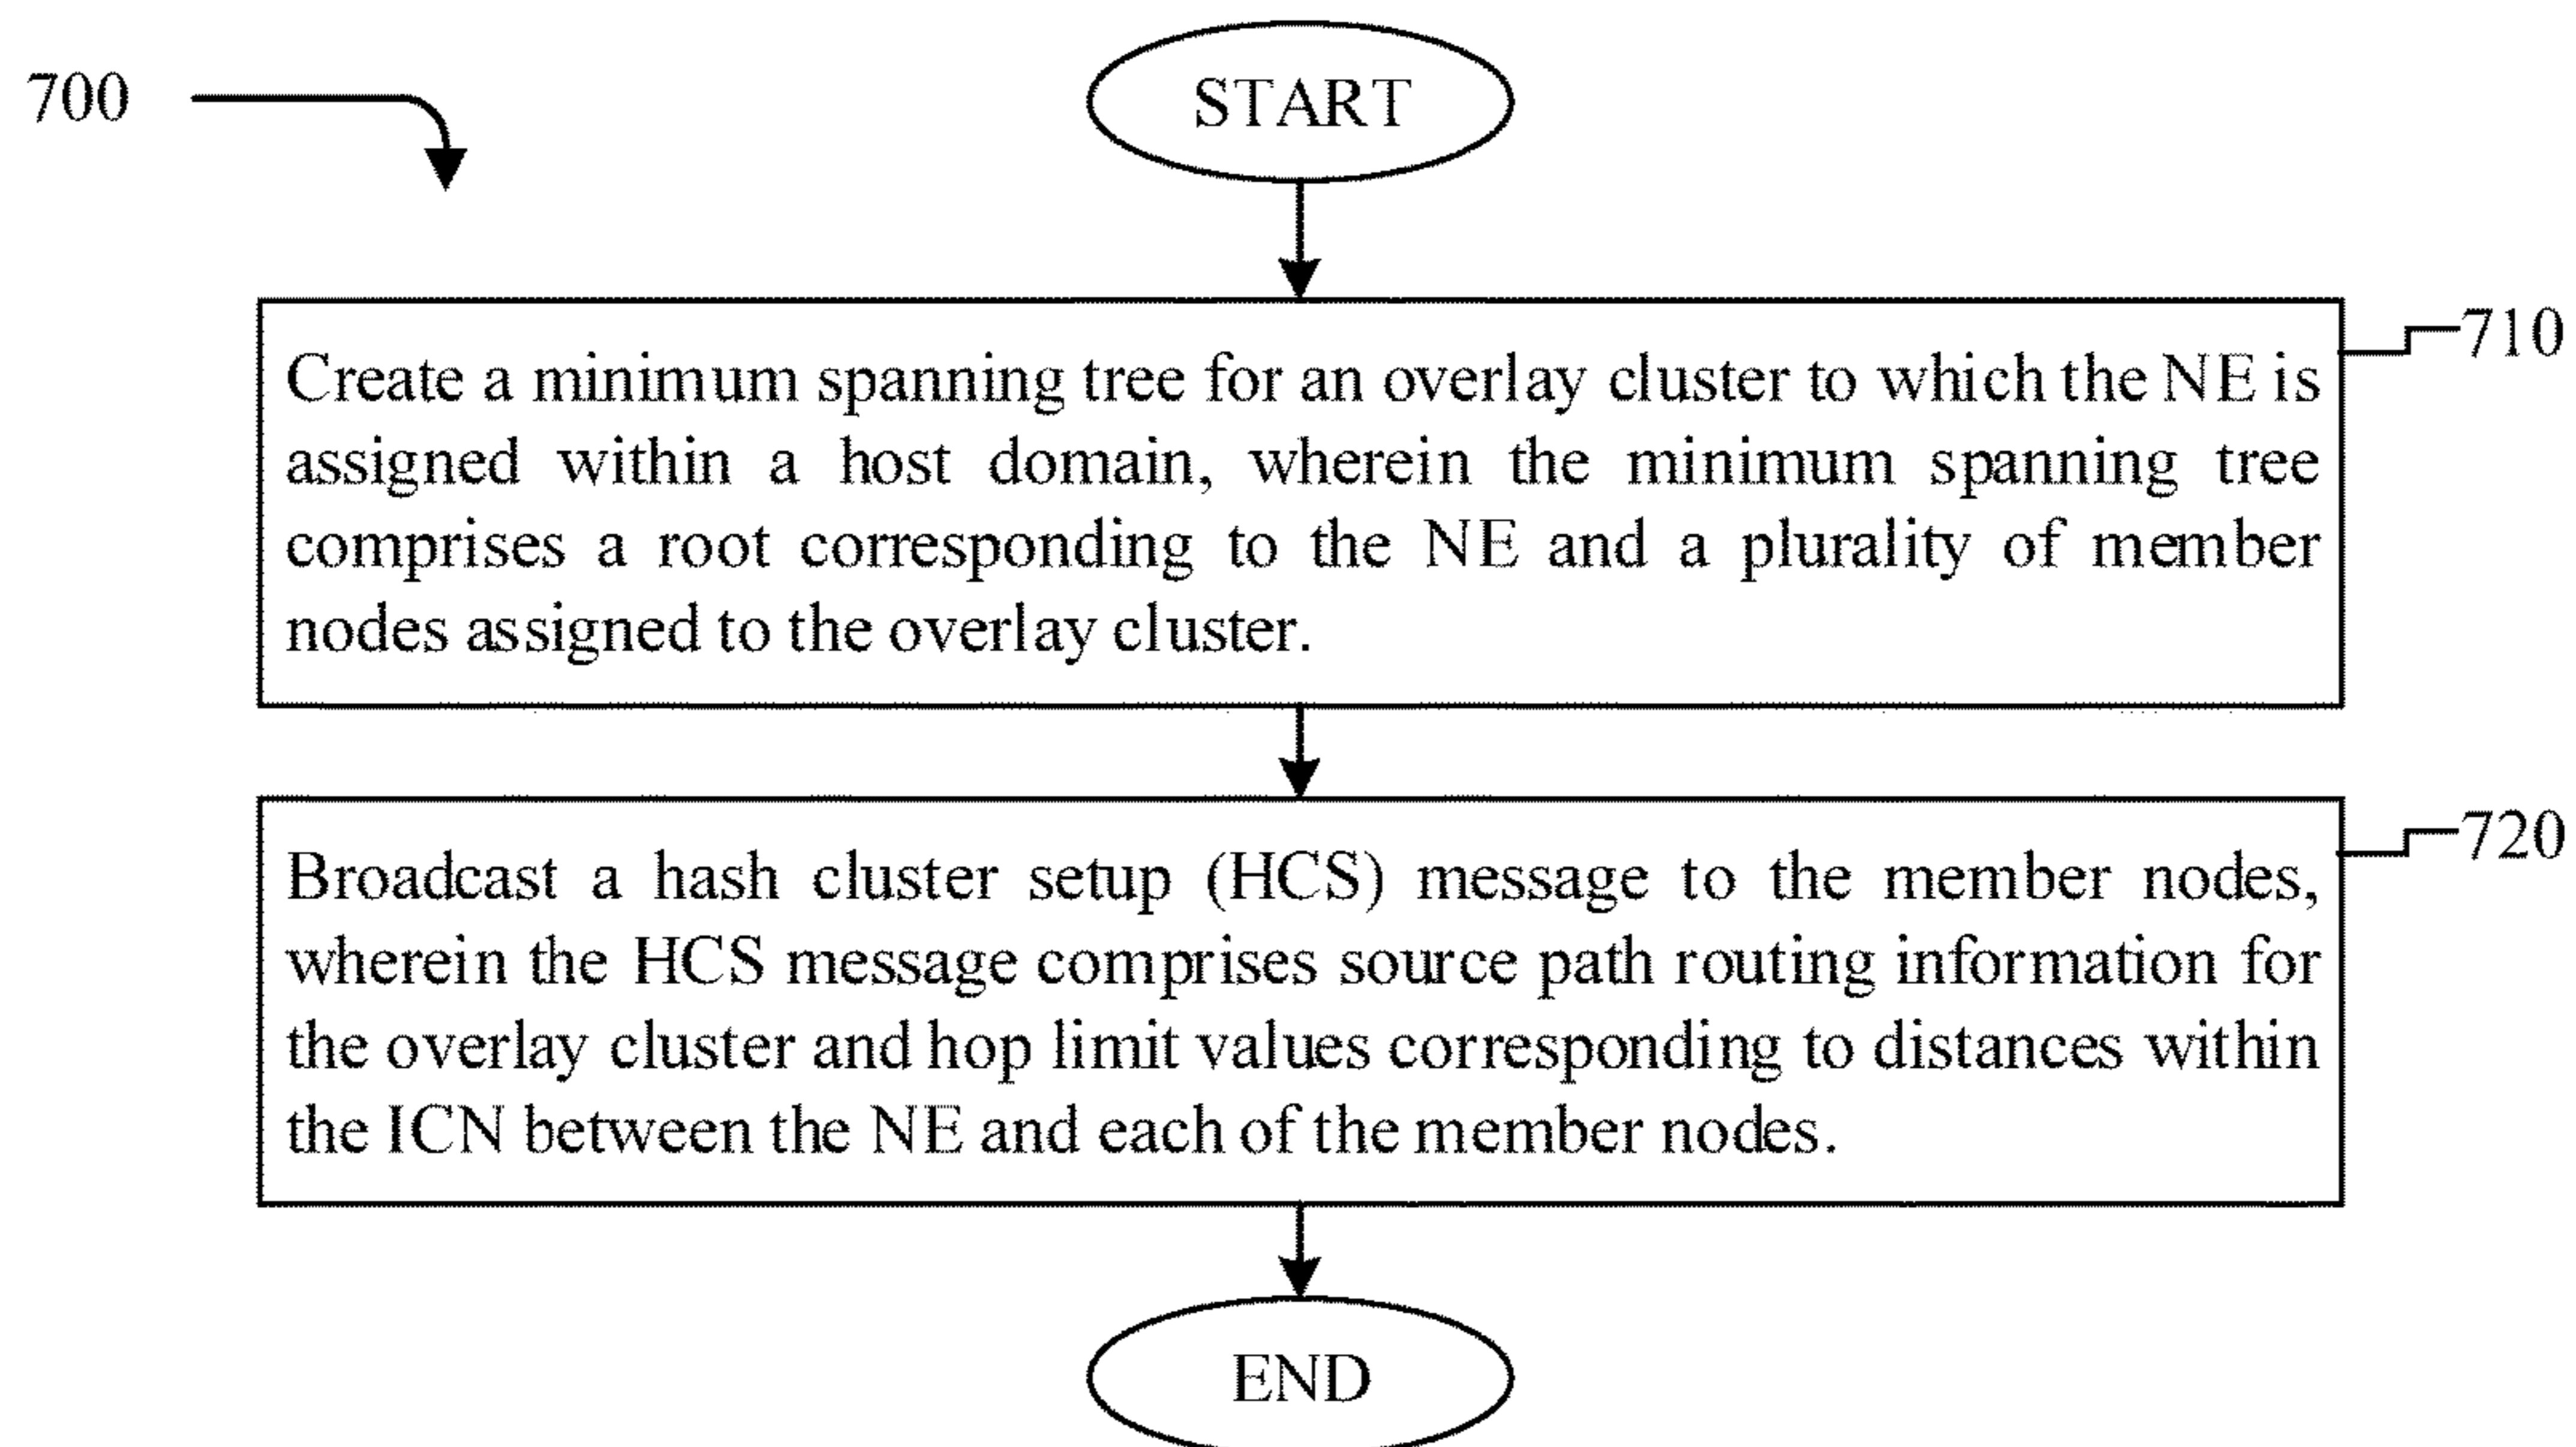 700
START
710
Create a minimum spanning tree for an overlay cluster to which the NE is
assigned within a host domain, wherein the minimum spanning tree
comprises a root corresponding to the NE and a plurality of member
nodes assigned to the overlay cluster.
720
Broadcast a hash cluster setup (HCS) message to the member nodes,
wherein the HCS message comprises source path routing information for
the overlay cluster and hop limit values corresponding to distances within
the ICN between the NE and each of the member nodes.
END